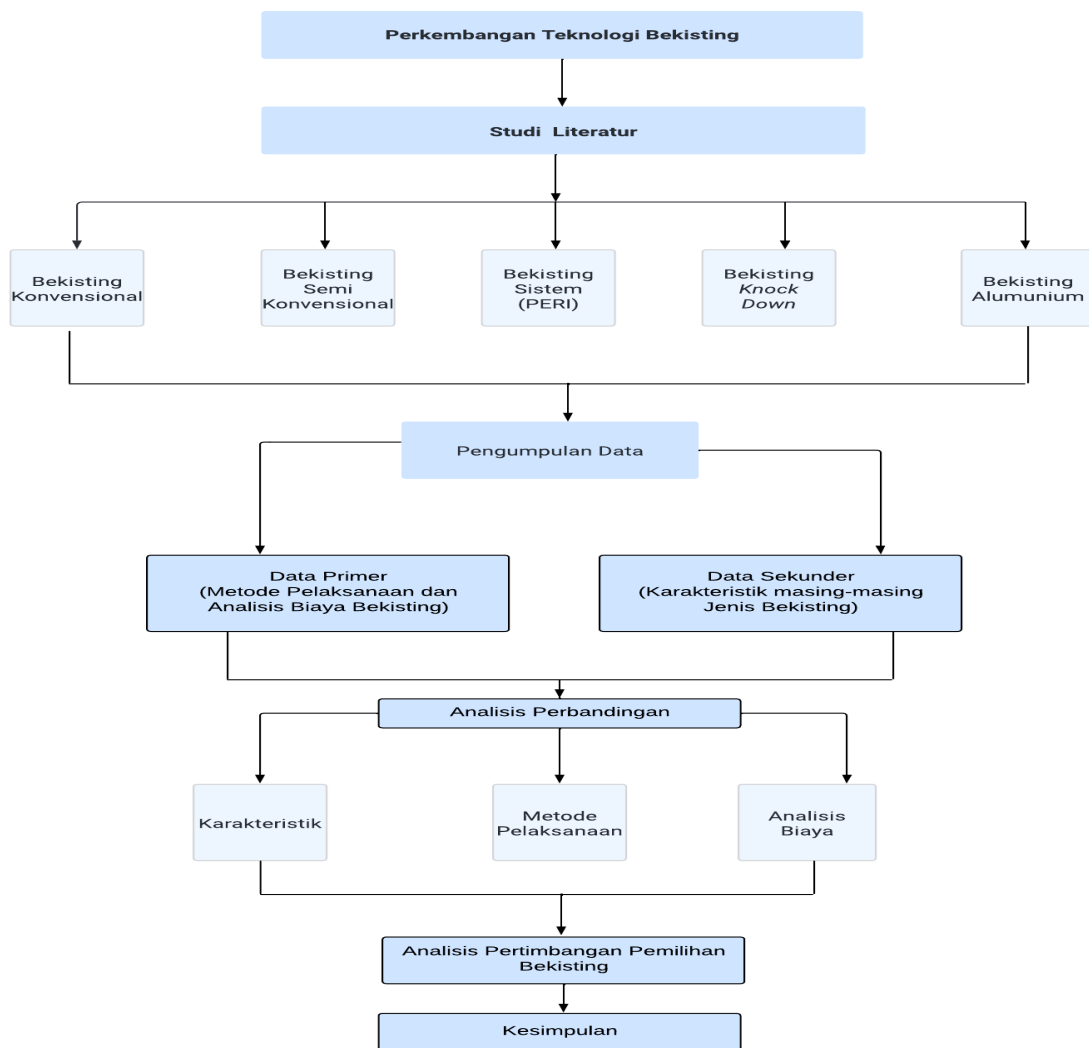 Perkembangan Teknologi Bekisting
Studi Literatur
Bekisting
Konvensional
Bekisting
Semi
Konvensional
Bekisting
Sistem
(PERI)
Bekisting
Knock
Down
Bekisting
Alumunium
Pengumpulan Data
Data Primer
(Metode Pelaksanaan dan
Analisis Biaya Bekisting)
Data Sekunder
(Karakteristik masing-masing
Jenis Bekisting)
Analisis Perbandingan
Karakteristik
Metode
Pelaksanaan
Analisis
Biaya
Analisis Pertimbangan Pemilihan
Bekisting
Kesimpulan